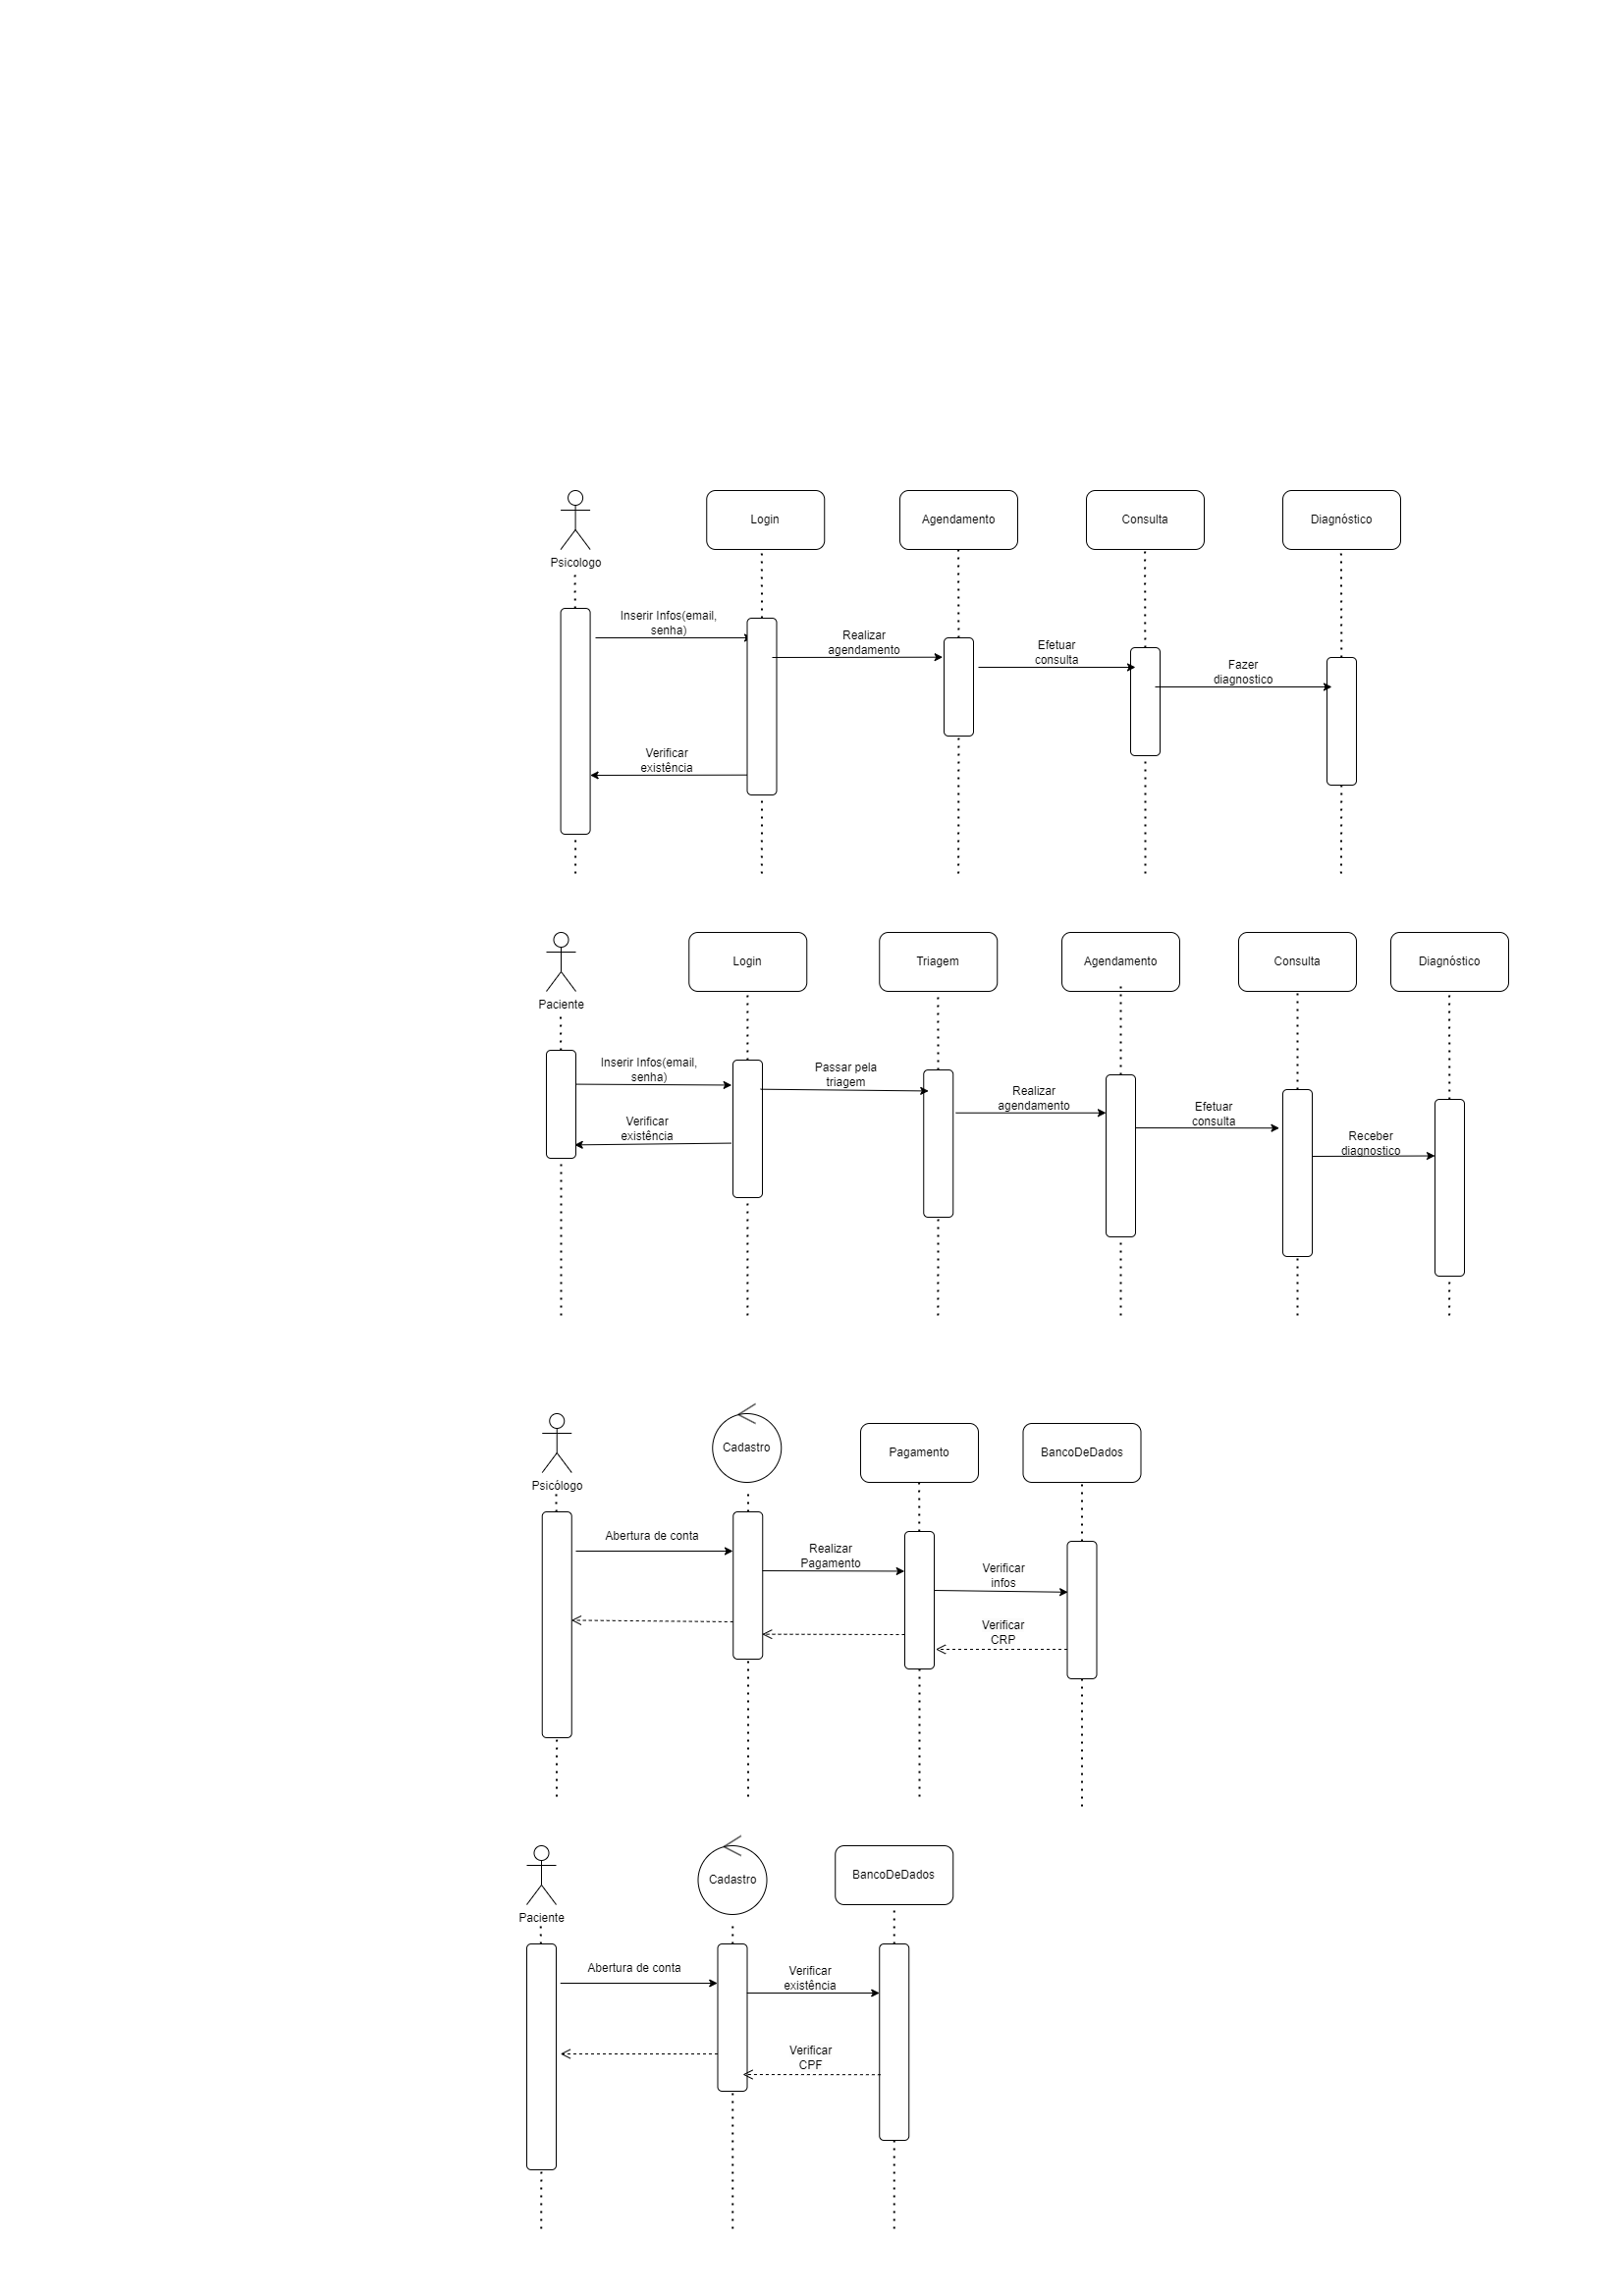 Login
Agendamento
Consulta
Diagnóstico
Psicologo
Inserir Infos(email,
senha)
Realizar
agendamento
Efetuar
consulta
Fazer
diagnostico
Verificar
existência
Login
Triagem
Agendamento
Consulta
Diagnóstico
Paciente
Inserir Infos(email,
senha)
Passar pela
triagem
Realizar
agendamento
Efetuar
consulta
Receber
diagnostico
Verificar
existência
Cadastro
Pagamento
BancoDeDados
Psicólogo
Abertura de conta
Realizar
Pagamento
Verificar
infos
Verificar
CRP
Cadastro
BancoDeDados
Paciente
Abertura de conta
Verificar
existência
Verificar
CPF